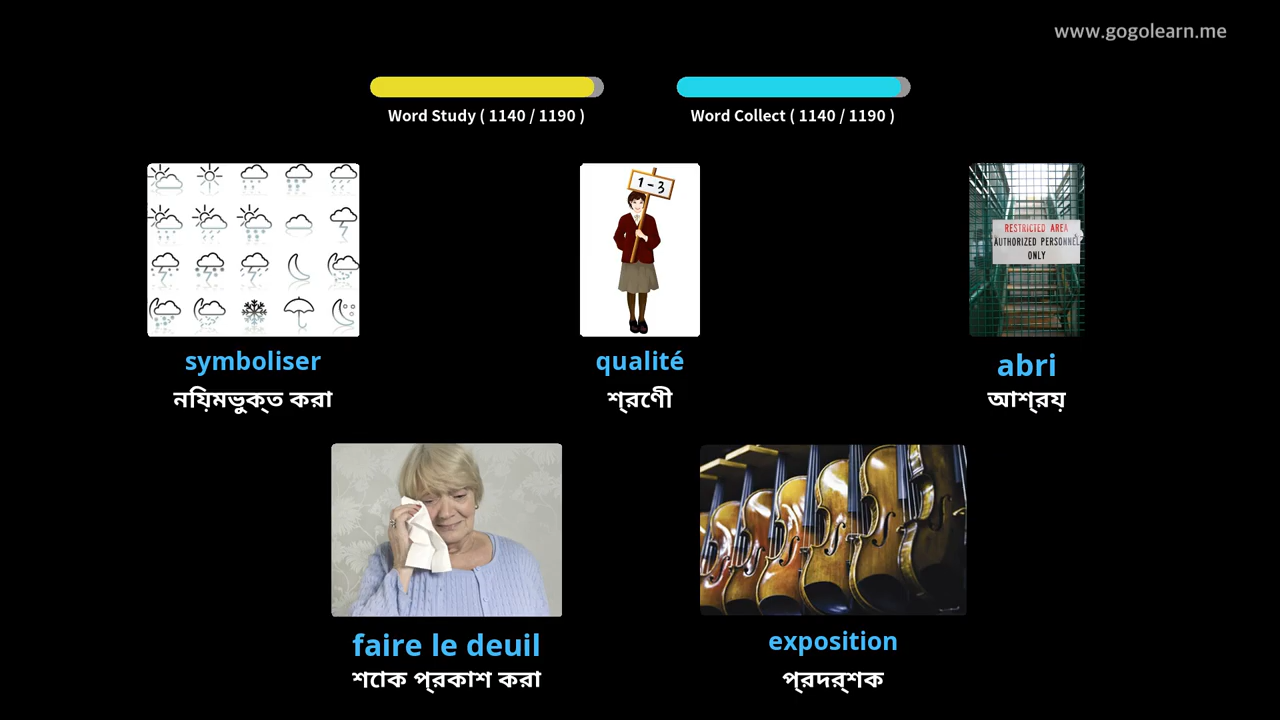 www.gogolearn.me
Word Study ( 1140 / 1190 )
Word Collect ( 1140 / 1190 )
1-3
RESTRICTED AREA
AUTHORIZED PERSONNEL
ONLY
symboliser
qualité
abri
নিয়মভুক্ত করা
শ্রেণী
আশ্রয়
faire le deuil
exposition
শোক প্রকাশ করা
প্রদর্শক